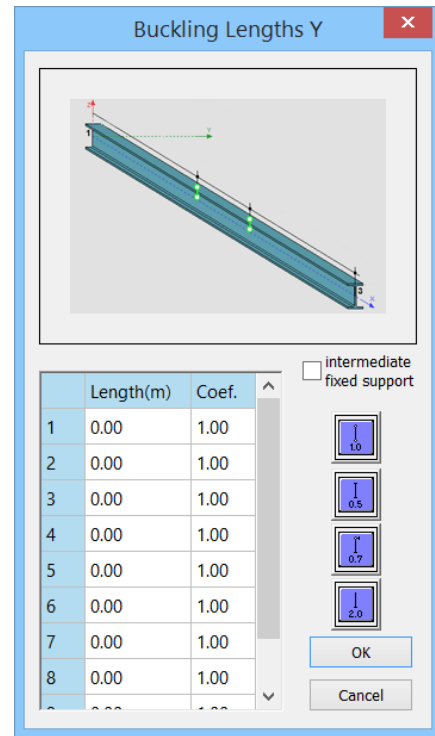 Buckling Lengths Y
×
Z
Y
1
3
X
intermediate
fixed support
Length(m) Coef.
1 0.00 1.00
2 0.00 1.00
3 0.00 1.00
4 0.00 1.00
5 0.00 1.00
6 0.00 1.00
7 0.00 1.00
8 0.00 1.00
1.0
0.5
0.7
2.0
OK
Cancel